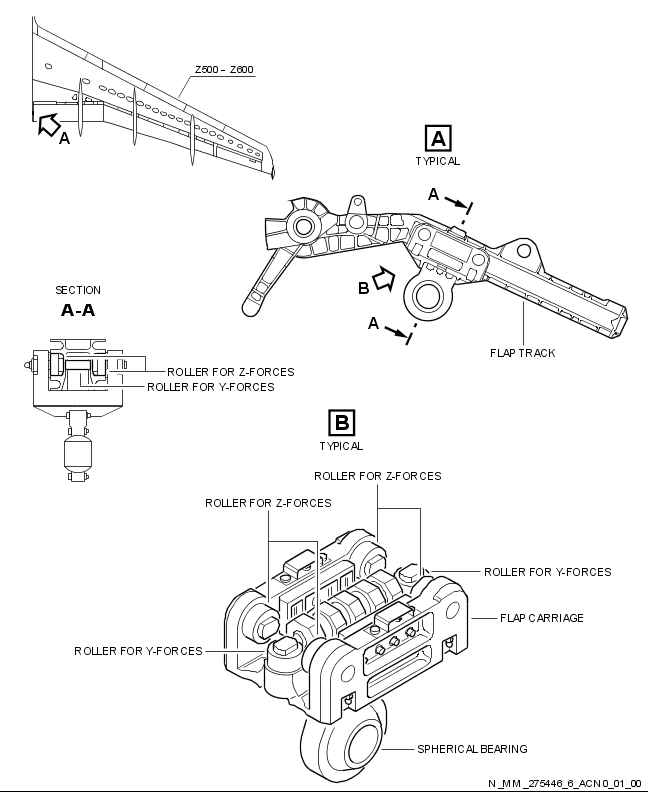 Z500 - Z600
A
A
TYPICAL
A
B
A
FLAP TRACK
SECTION
A-A
ROLLER FOR Z-FORCES
ROLLER FOR Y-FORCES
B
TYPICAL
ROLLER FOR Z-FORCES
ROLLER FOR Z-FORCES
ROLLER FOR Y-FORCES
FLAP CARRIAGE
ROLLER FOR Y-FORCES
SPHERICAL BEARING
N_MM_275446_6_ACN0_01_00